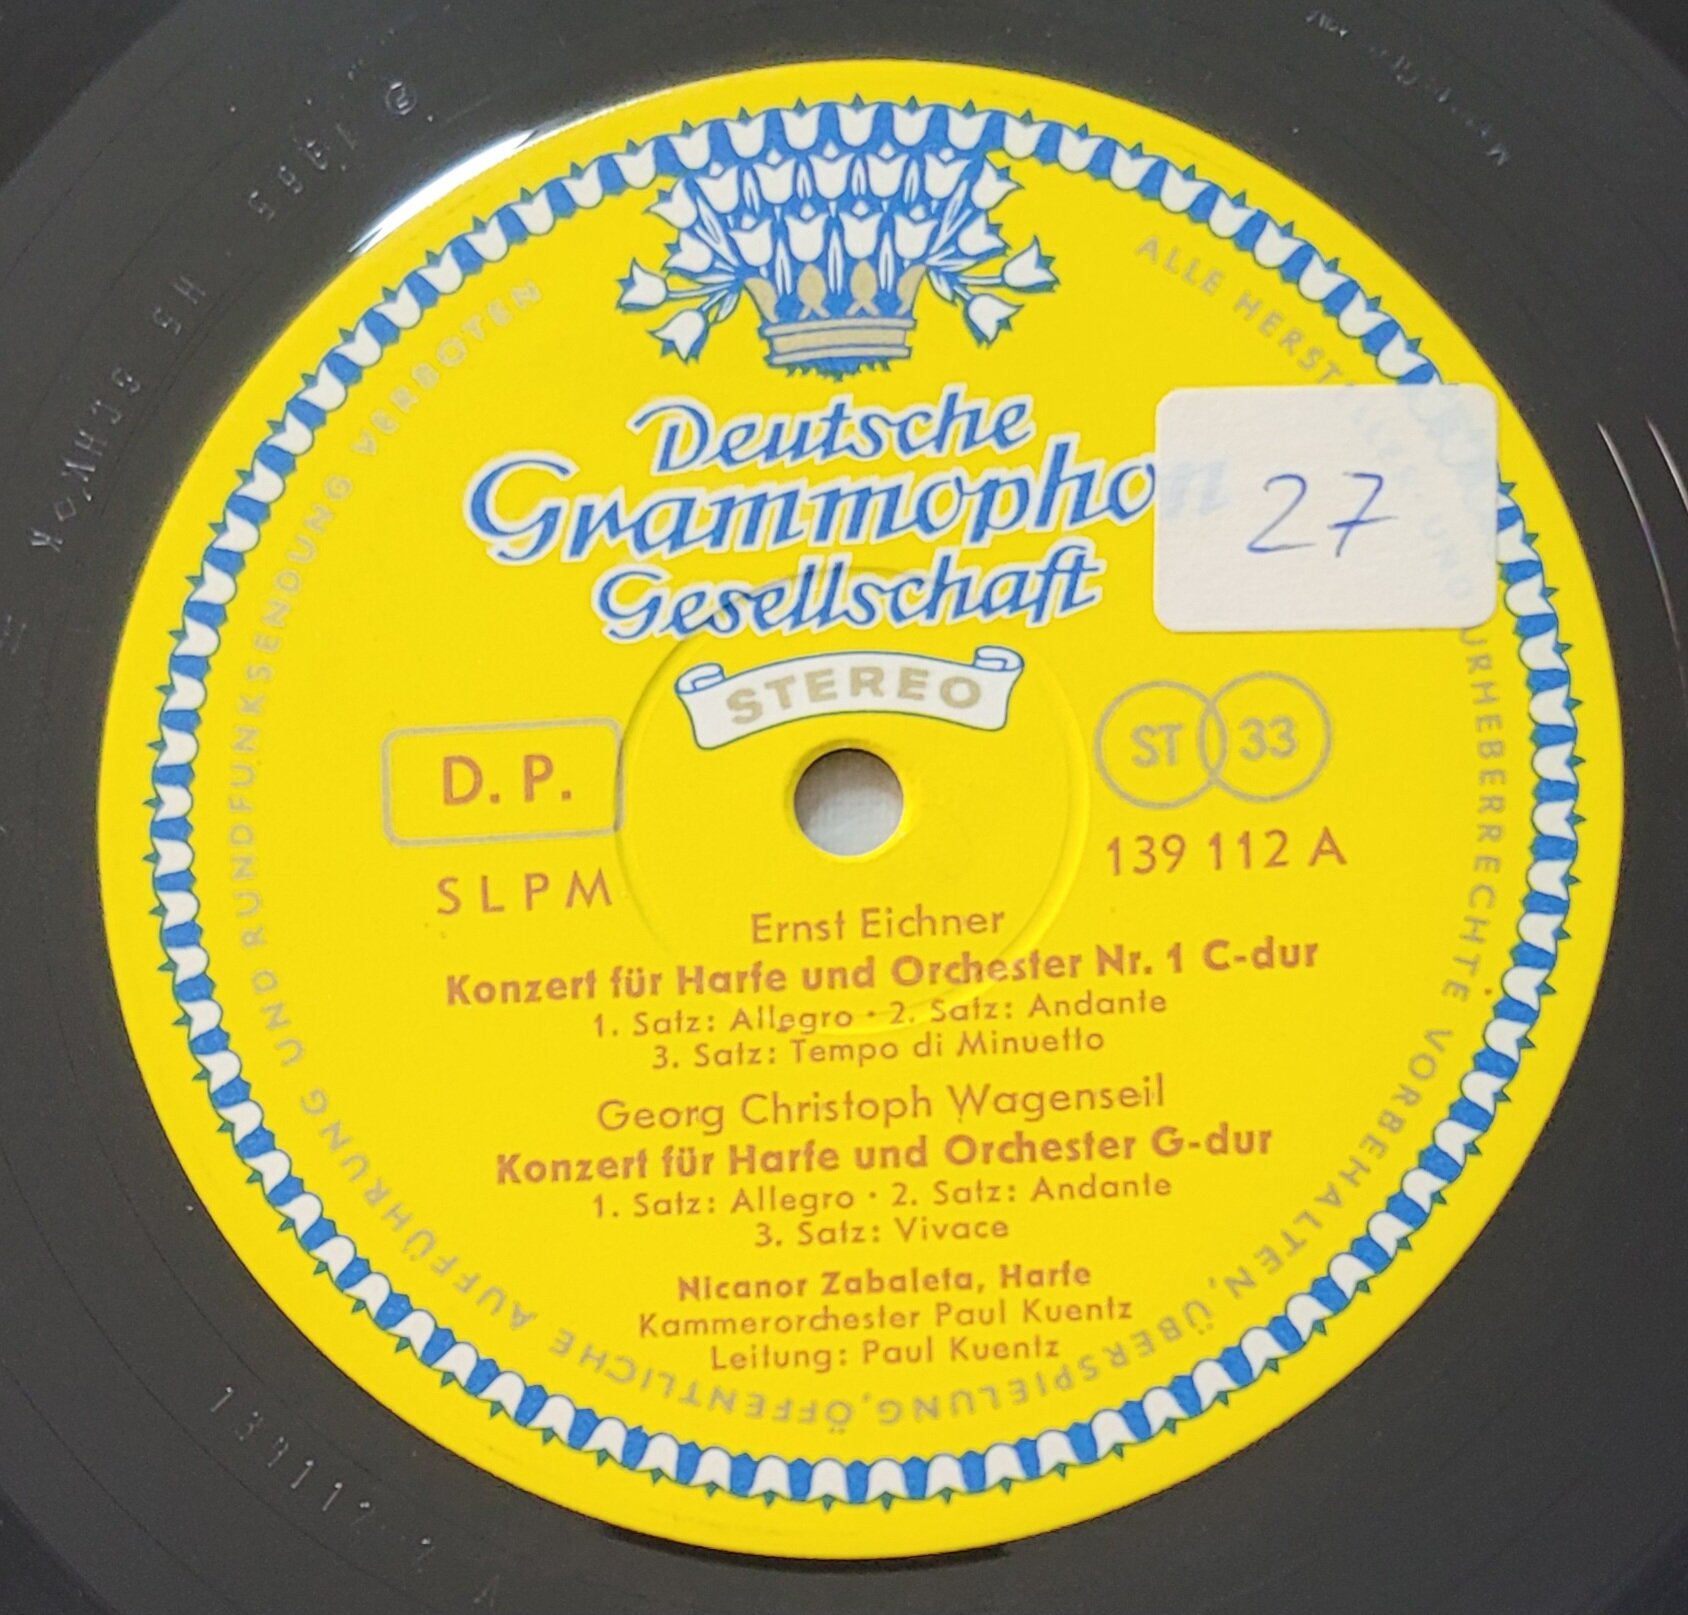 Deutsche
Grammophon
Gesellschaft
27
STEREO
D. P.
ST 33
SLPM
139 112 A
Ernst Eichner
Konzert für Harfe und Orchester Nr. 1 C-dur
1. Satz: Allegro · 2. Satz: Andante
3. Satz: Tempo di Minuetto
Georg Christoph Wagenseil
Konzert für Harfe und Orchester G-dur
1. Satz: Allegro · 2. Satz: Andante
3. Satz: Vivace
Nicanor Zabaleta, Harfe
Kammerorchester Paul Kuentz
Leitung: Paul Kuentz
ALLE UND URHEBERRECHTE VORBEHALTEN, ÜBERSPIELUNG, ÖFFENTLICHE AUFFÜHRUNG UND RUNDFUNKSENDUNG VERBOTEN
℗ 1965